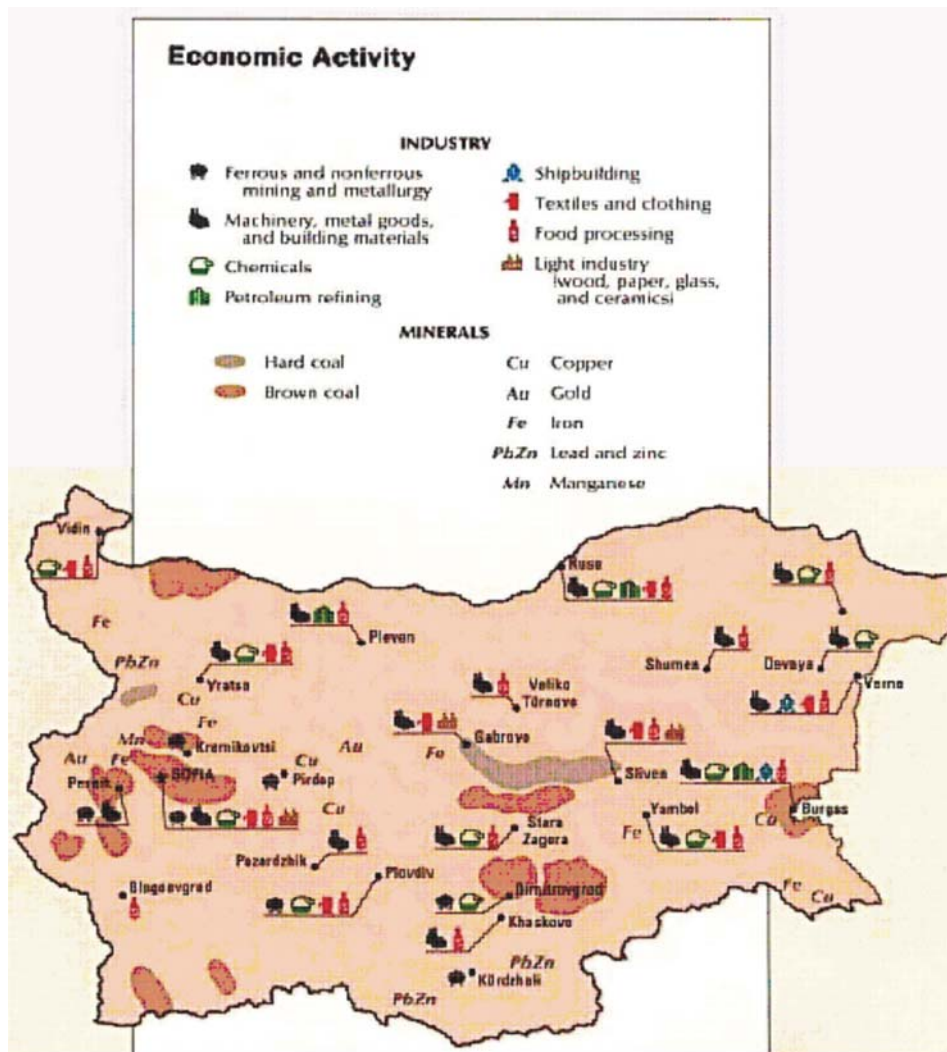 Economic Activity
INDUSTRY
Ferrous and nonferrous
mining and metallurgy
Machinery, metal goods,
and building materials
Chemicals
Petroleum refining
Shipbuilding
Textiles and clothing
Food processing
Light industry
(wood, paper, glass,
and ceramics)
MINERALS
Hard coal
Brown coal
Cu Copper
Au Gold
Fe Iron
PbZn Lead and zinc
Mn Manganese
Vidin
Ruse
Fe
Pleven
PbZn
Shumen
Devnya
Vratsa
Varna
Cu
Veliko
Tŭrnovo
Fe
Mn
Gabrovo
Kremikovtsi
Au
Au
Fe
Cu
Fe
SOFIA
Pirdop
Sliven
Pernik
Cu
Yambol
Burgas
Cu
Stara
Zagora
Fe
Pazardzhik
Plovdiv
Blagoevgrad
Dimitrovgrad
Fe
Cu
Khaskovo
PbZn
Kŭrdzhali
PbZn